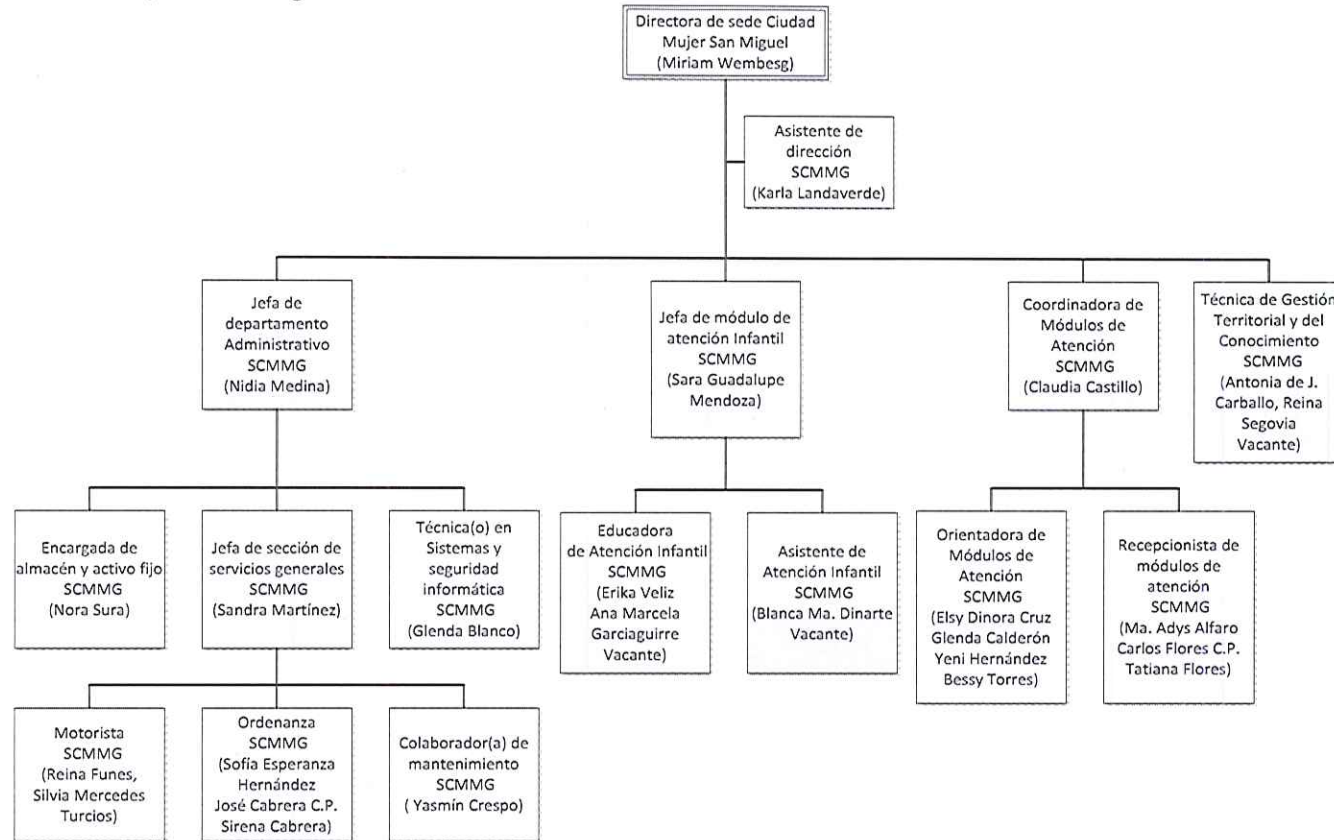 Directora de sede Ciudad
Mujer San Miguel
(Miriam Wembesg)
Asistente de
dirección
SCMMG
(Karla Landaverde)
Jefa de
departamento
Administrativo
SCMMG
(Nidia Medina)
Jefa de módulo de
atención Infantil
SCMMG
(Sara Guadalupe
Mendoza)
Coordinadora de
Módulos de
Atención
SCMMG
(Claudia Castillo)
Técnica de Gestión
Territorial y del
Conocimiento
SCMMG
(Antonia de J.
Carballo, Reina
Segovia
Vacante)
Encargada de
almacén y activo fijo
SCMMG
(Nora Sura)
Jefa de sección de
servicios generales
SCMMG
(Sandra Martínez)
Técnica(o) en
Sistemas y
seguridad
informática
SCMMG
(Glenda Blanco)
Educadora
de Atención Infantil
SCMMG
(Erika Veliz
Ana Marcela
Garciaguirre
Vacante)
Asistente de
Atención Infantil
SCMMG
(Blanca Ma. Dinarte
Vacante)
Orientadora de
Módulos de
Atención
SCMMG
(Elsy Dinora Cruz
Glenda Calderón
Yeni Hernández
Bessy Torres)
Recepcionista de
módulos de
atención
SCMMG
(Ma. Adys Alfaro
Carlos Flores C.P.
Tatiana Flores)
Motorista
SCMMG
(Reina Funes,
Silvia Mercedes
Turcios)
Ordenanza
SCMMG
(Sofía Esperanza
Hernández
José Cabrera C.P.
Sirena Cabrera)
Colaborador(a) de
mantenimiento
SCMMG
( Yasmín Crespo)